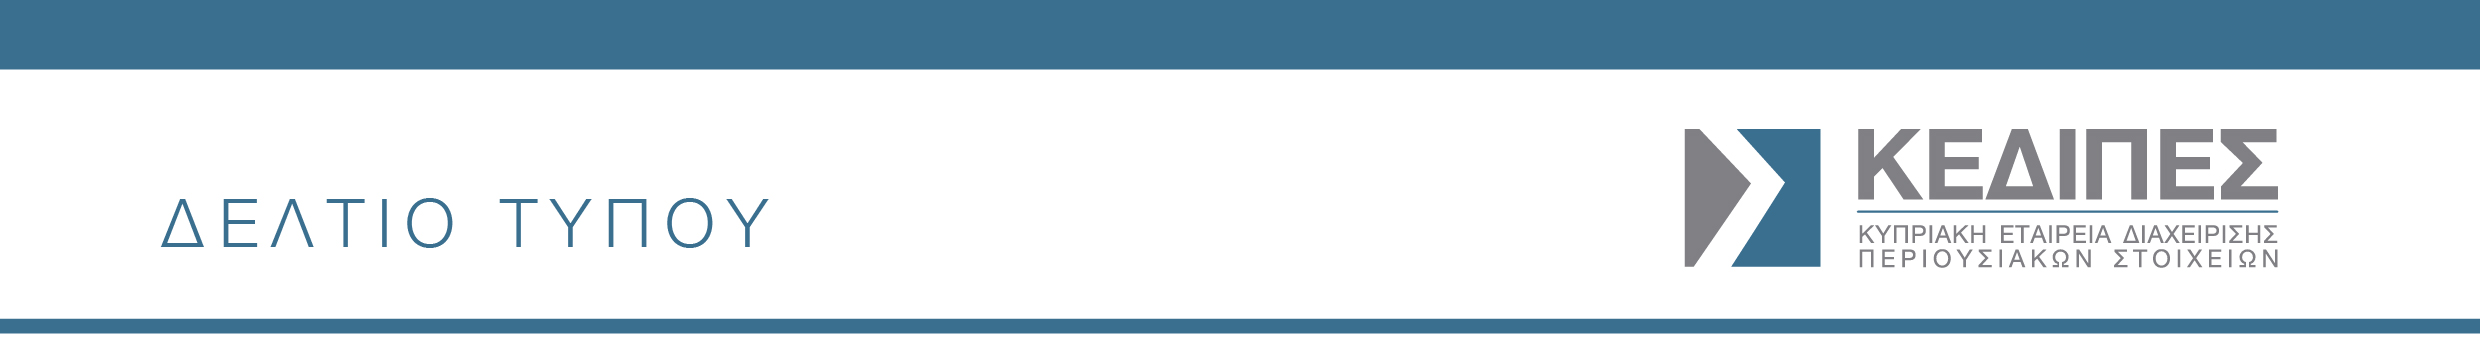 ΔΕΛΤΙΟ ΤΥΠΟΥ
ΚΕΔΙΠΕΣ
ΚΥΠΡΙΑΚΗ ΕΤΑΙΡΕΙΑ ΔΙΑΧΕΙΡΙΣΗΣ
ΠΕΡΙΟΥΣΙΑΚΩΝ ΣΤΟΙΧΕΙΩΝ